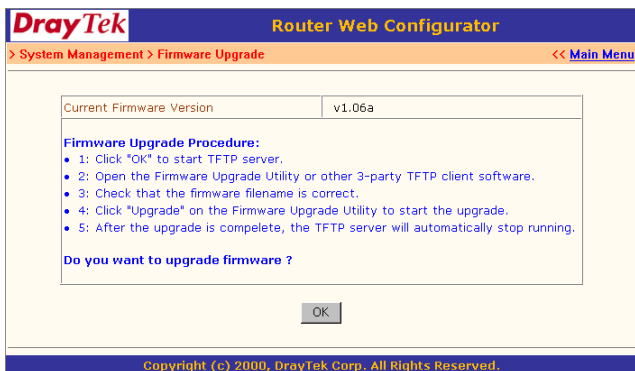 DrayTek Router Web Configurator
> System Management > Firmware Upgrade << Main Menu
Current Firmware Version v1.06a
Firmware Upgrade Procedure:
• 1: Click "OK" to start TFTP server.
• 2: Open the Firmware Upgrade Utility or other 3-party TFTP client software.
• 3: Check that the firmware filename is correct.
• 4: Click "Upgrade" on the Firmware Upgrade Utility to start the upgrade.
• 5: After the upgrade is compelete, the TFTP server will automatically stop running.
Do you want to upgrade firmware ?
OK
Copyright (c) 2000, DrayTek Corp. All Rights Reserved.